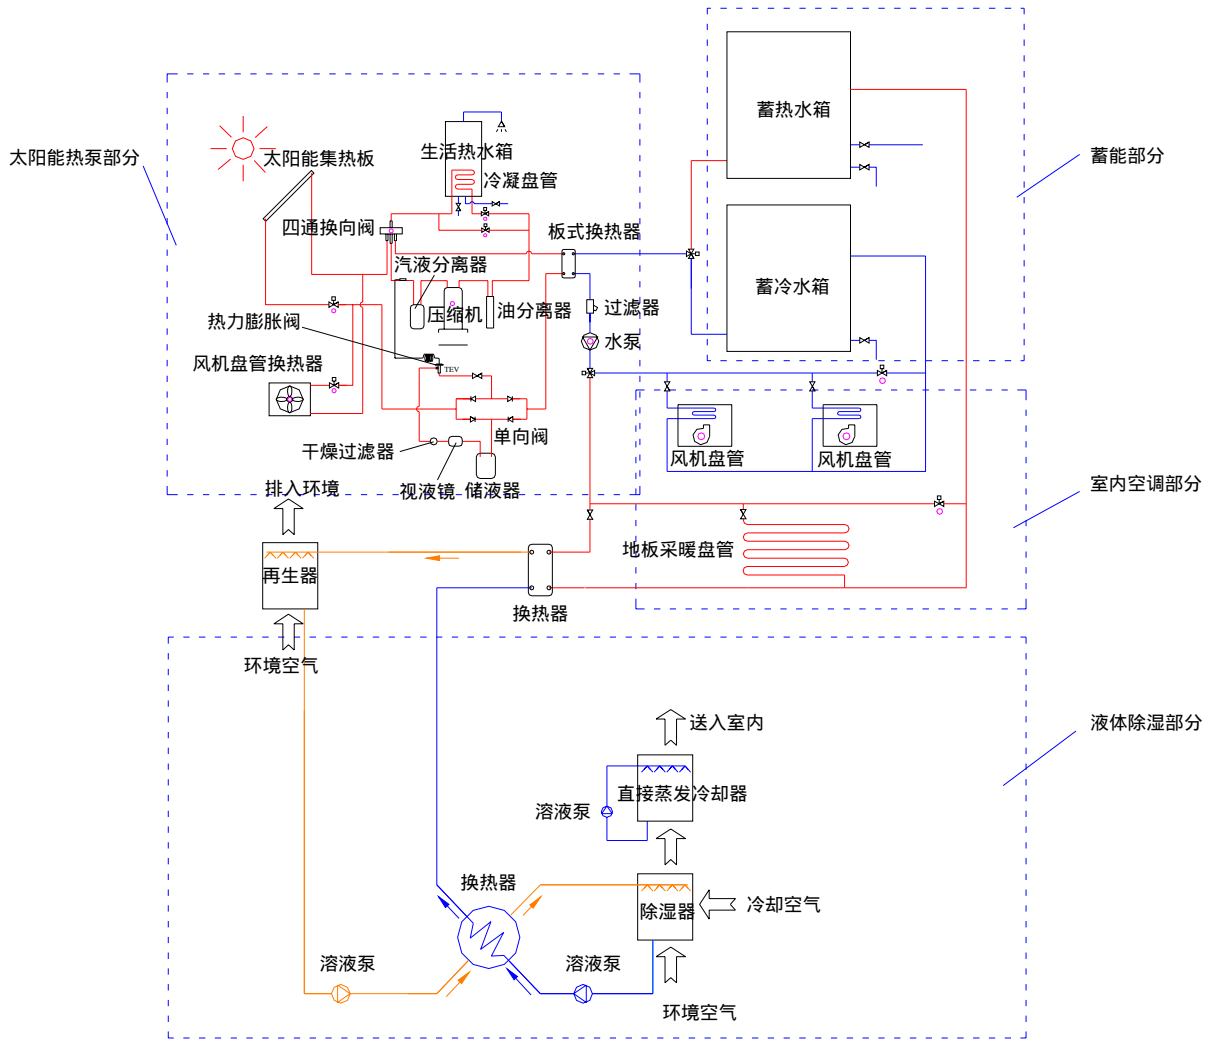 蓄热水箱
太阳能热泵部分
太阳能集热板
生活热水箱
蓄能部分
冷凝盘管
四通换向阀
板式换热器
汽液分离器
蓄冷水箱
压缩机
油分离器
过滤器
热力膨胀阀
水泵
风机盘管换热器
TEV
单向阀
干燥过滤器
风机盘管
风机盘管
视液镜
储液器
排入环境
室内空调部分
地板采暖盘管
再生器
换热器
环境空气
送入室内
液体除湿部分
直接蒸发冷却器
溶液泵
换热器
除湿器
冷却空气
溶液泵
溶液泵
环境空气